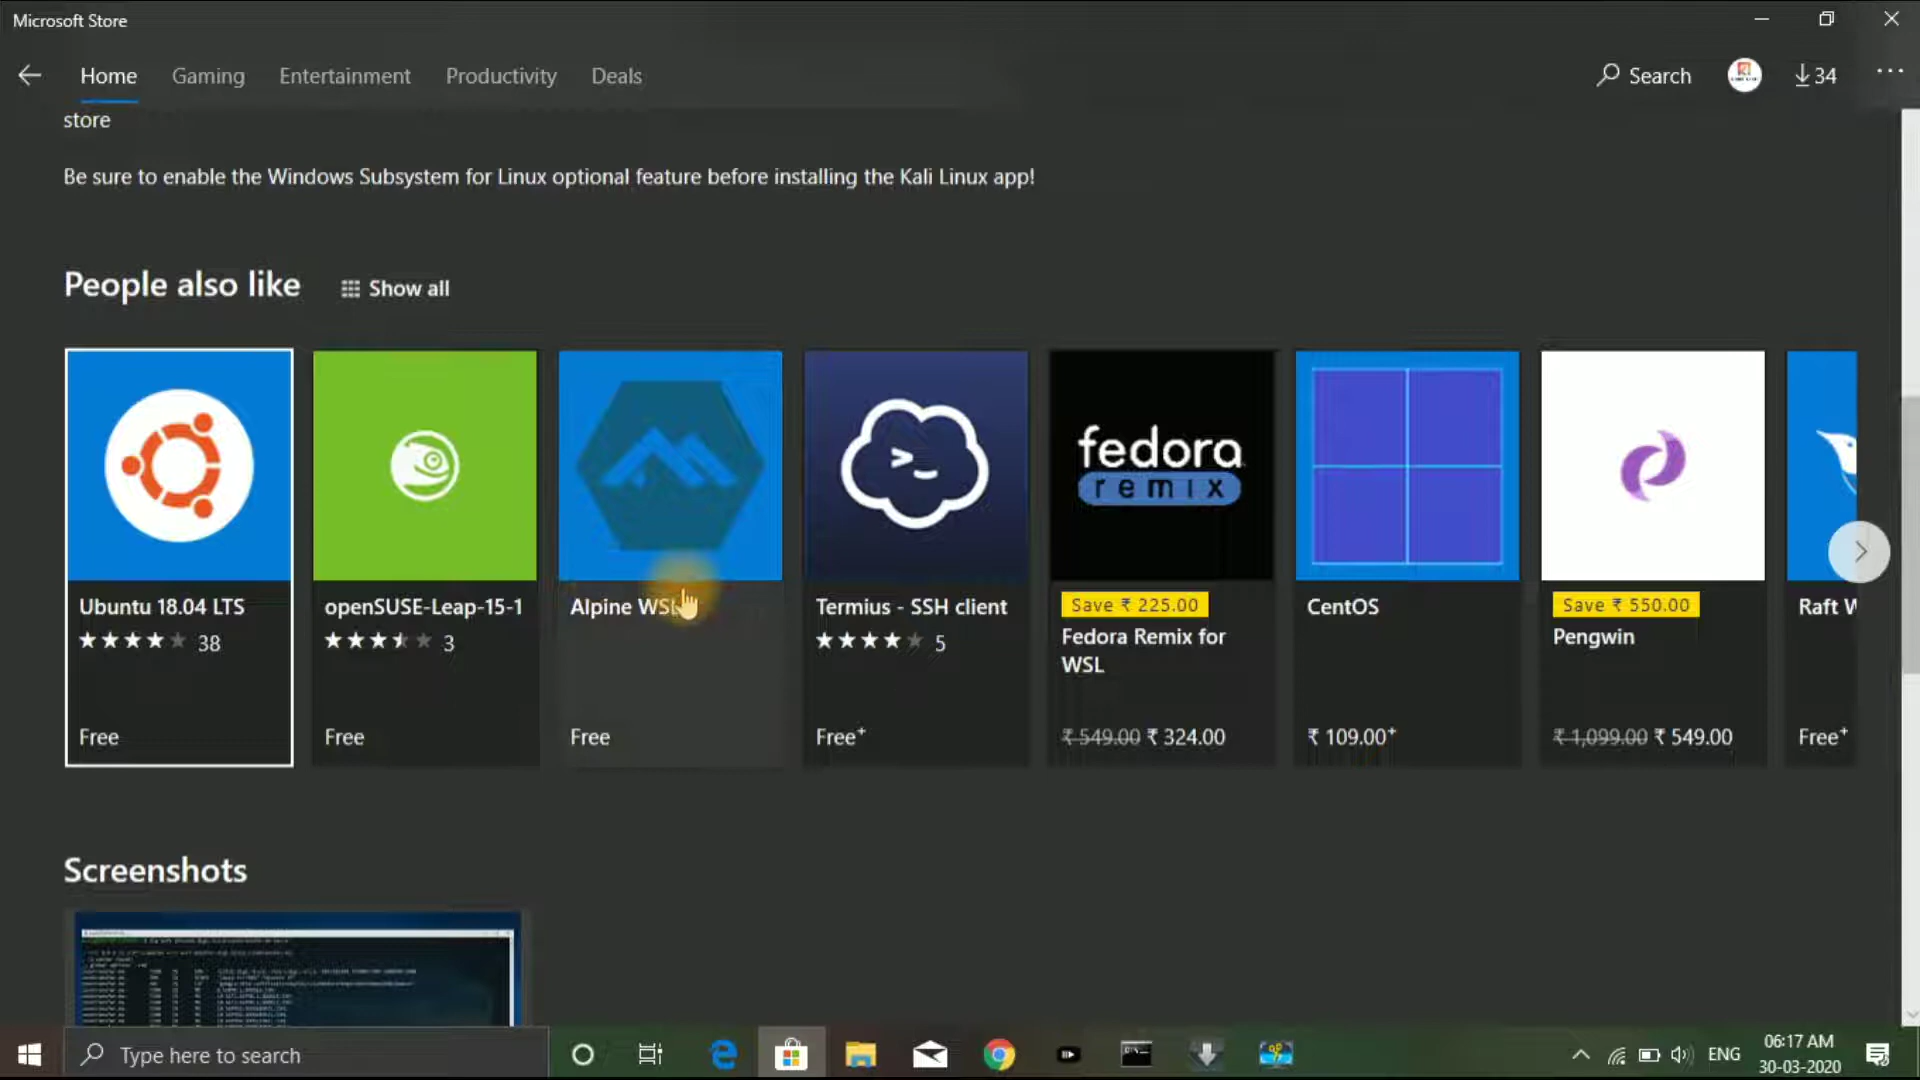 Microsoft Store
Home Gaming Entertainment Productivity Deals Search 34
store
Be sure to enable the Windows Subsystem for Linux optional feature before installing the Kali Linux app!
People also like Show all
fedora
remix
Ubuntu 18.04 LTS
38
Free
openSUSE-Leap-15-1
3
Free
Alpine WSL
Free
Termius - SSH client
5
Free+
Save ₹ 225.00
Fedora Remix for
WSL
₹ 549.00 ₹ 324.00
CentOS
₹ 109.00+
Save ₹ 550.00
Pengwin
₹ 1,099.00 ₹ 549.00
Raft W
Free+
Screenshots
Type here to search
ENG
06:17 AM
30-03-2020